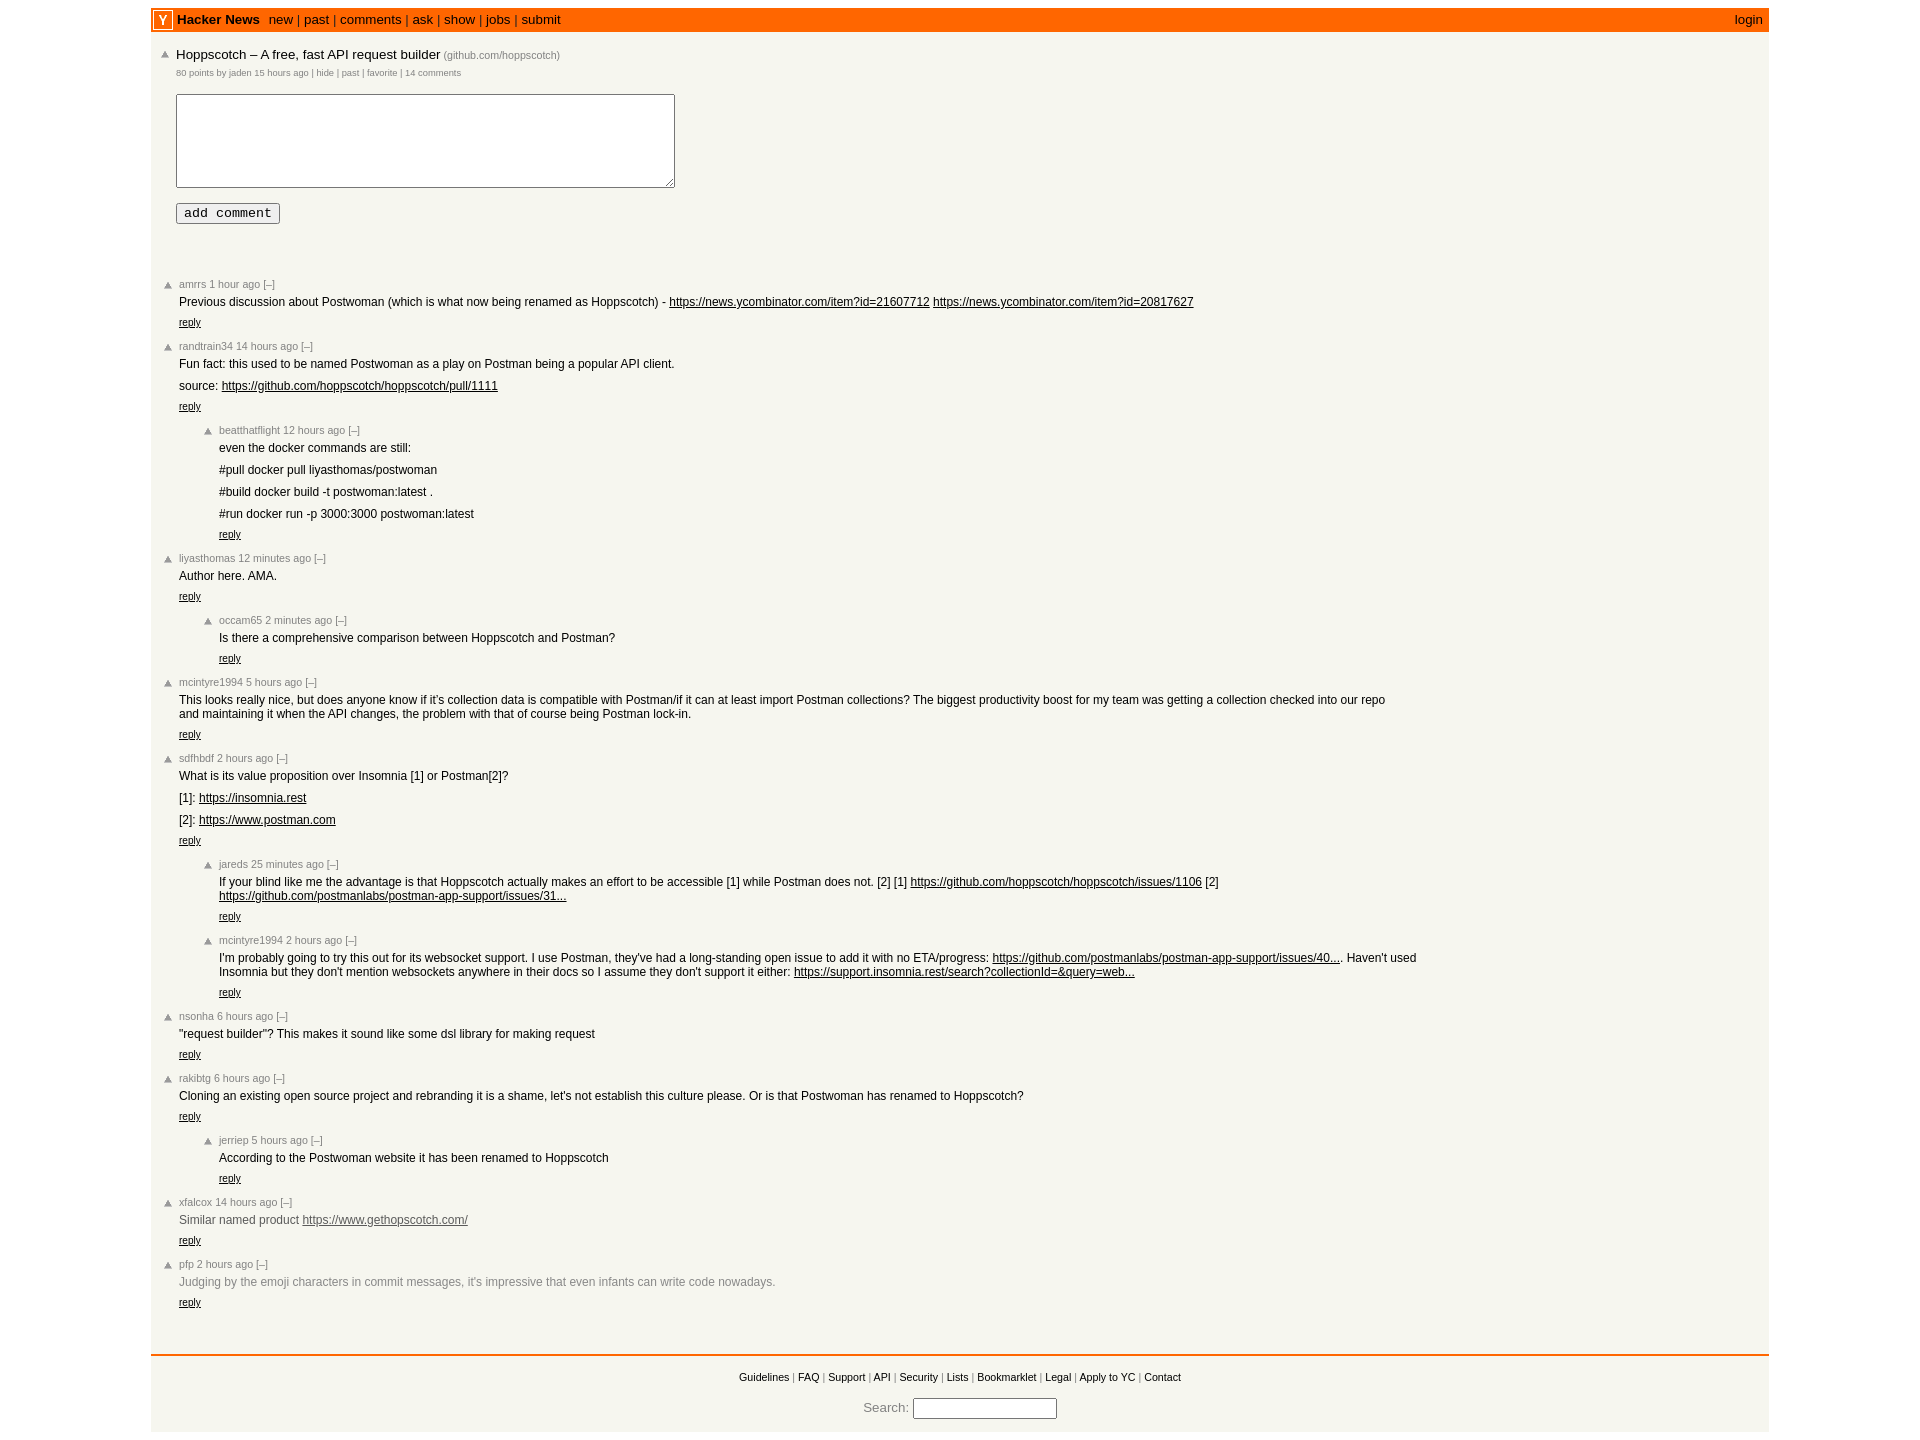 Y Hacker News new | past | comments | ask | show | jobs | submit login
Hoppscotch – A free, fast API request builder (github.com/hoppscotch)
80 points by jaden 15 hours ago | hide | past | favorite | 14 comments
add comment
amrrs 1 hour ago [–]
Previous discussion about Postwoman (which is what now being renamed as Hoppscotch) - https://news.ycombinator.com/item?id=21607712 https://news.ycombinator.com/item?id=20817627
reply
randtrain34 14 hours ago [–]
Fun fact: this used to be named Postwoman as a play on Postman being a popular API client.
source: https://github.com/hoppscotch/hoppscotch/pull/1111
reply
beatthatflight 12 hours ago [–]
even the docker commands are still:
#pull docker pull liyasthomas/postwoman
#build docker build -t postwoman:latest .
#run docker run -p 3000:3000 postwoman:latest
reply
liyasthomas 12 minutes ago [–]
Author here. AMA.
reply
occam65 2 minutes ago [–]
Is there a comprehensive comparison between Hoppscotch and Postman?
reply
mcintyre1994 5 hours ago [–]
This looks really nice, but does anyone know if it's collection data is compatible with Postman/if it can at least import Postman collections? The biggest productivity boost for my team was getting a collection checked into our repo
and maintaining it when the API changes, the problem with that of course being Postman lock-in.
reply
sdfhbdf 2 hours ago [–]
What is its value proposition over Insomnia [1] or Postman[2]?
[1]: https://insomnia.rest
[2]: https://www.postman.com
reply
jareds 25 minutes ago [–]
If your blind like me the advantage is that Hoppscotch actually makes an effort to be accessible [1] while Postman does not. [2] [1] https://github.com/hoppscotch/hoppscotch/issues/1106 [2]
https://github.com/postmanlabs/postman-app-support/issues/31...
reply
mcintyre1994 2 hours ago [–]
I'm probably going to try this out for its websocket support. I use Postman, they've had a long-standing open issue to add it with no ETA/progress: https://github.com/postmanlabs/postman-app-support/issues/40.... Haven't used
Insomnia but they don't mention websockets anywhere in their docs so I assume they don't support it either: https://support.insomnia.rest/search?collectionId=&query=web...
reply
nsonha 6 hours ago [–]
"request builder"? This makes it sound like some dsl library for making request
reply
rakibtg 6 hours ago [–]
Cloning an existing open source project and rebranding it is a shame, let's not establish this culture please. Or is that Postwoman has renamed to Hoppscotch?
reply
jerriep 5 hours ago [–]
According to the Postwoman website it has been renamed to Hoppscotch
reply
xfalcox 14 hours ago [–]
Similar named product https://www.gethopscotch.com/
reply
pfp 2 hours ago [–]
Judging by the emoji characters in commit messages, it's impressive that even infants can write code nowadays.
reply
Guidelines | FAQ | Support | API | Security | Lists | Bookmarklet | Legal | Apply to YC | Contact
Search: